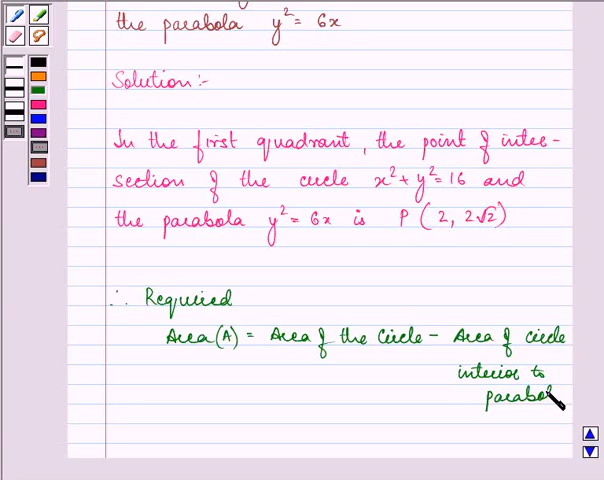 the parabola y² = 6x
Solution:-
In the first quadrant, the point of inter-
section of the circle x² + y² = 16 and
the parabola y² = 6x is P (2, 2√2)
∴ Required
Area (A) = Area of the circle - Area of circle
interior to
parabol